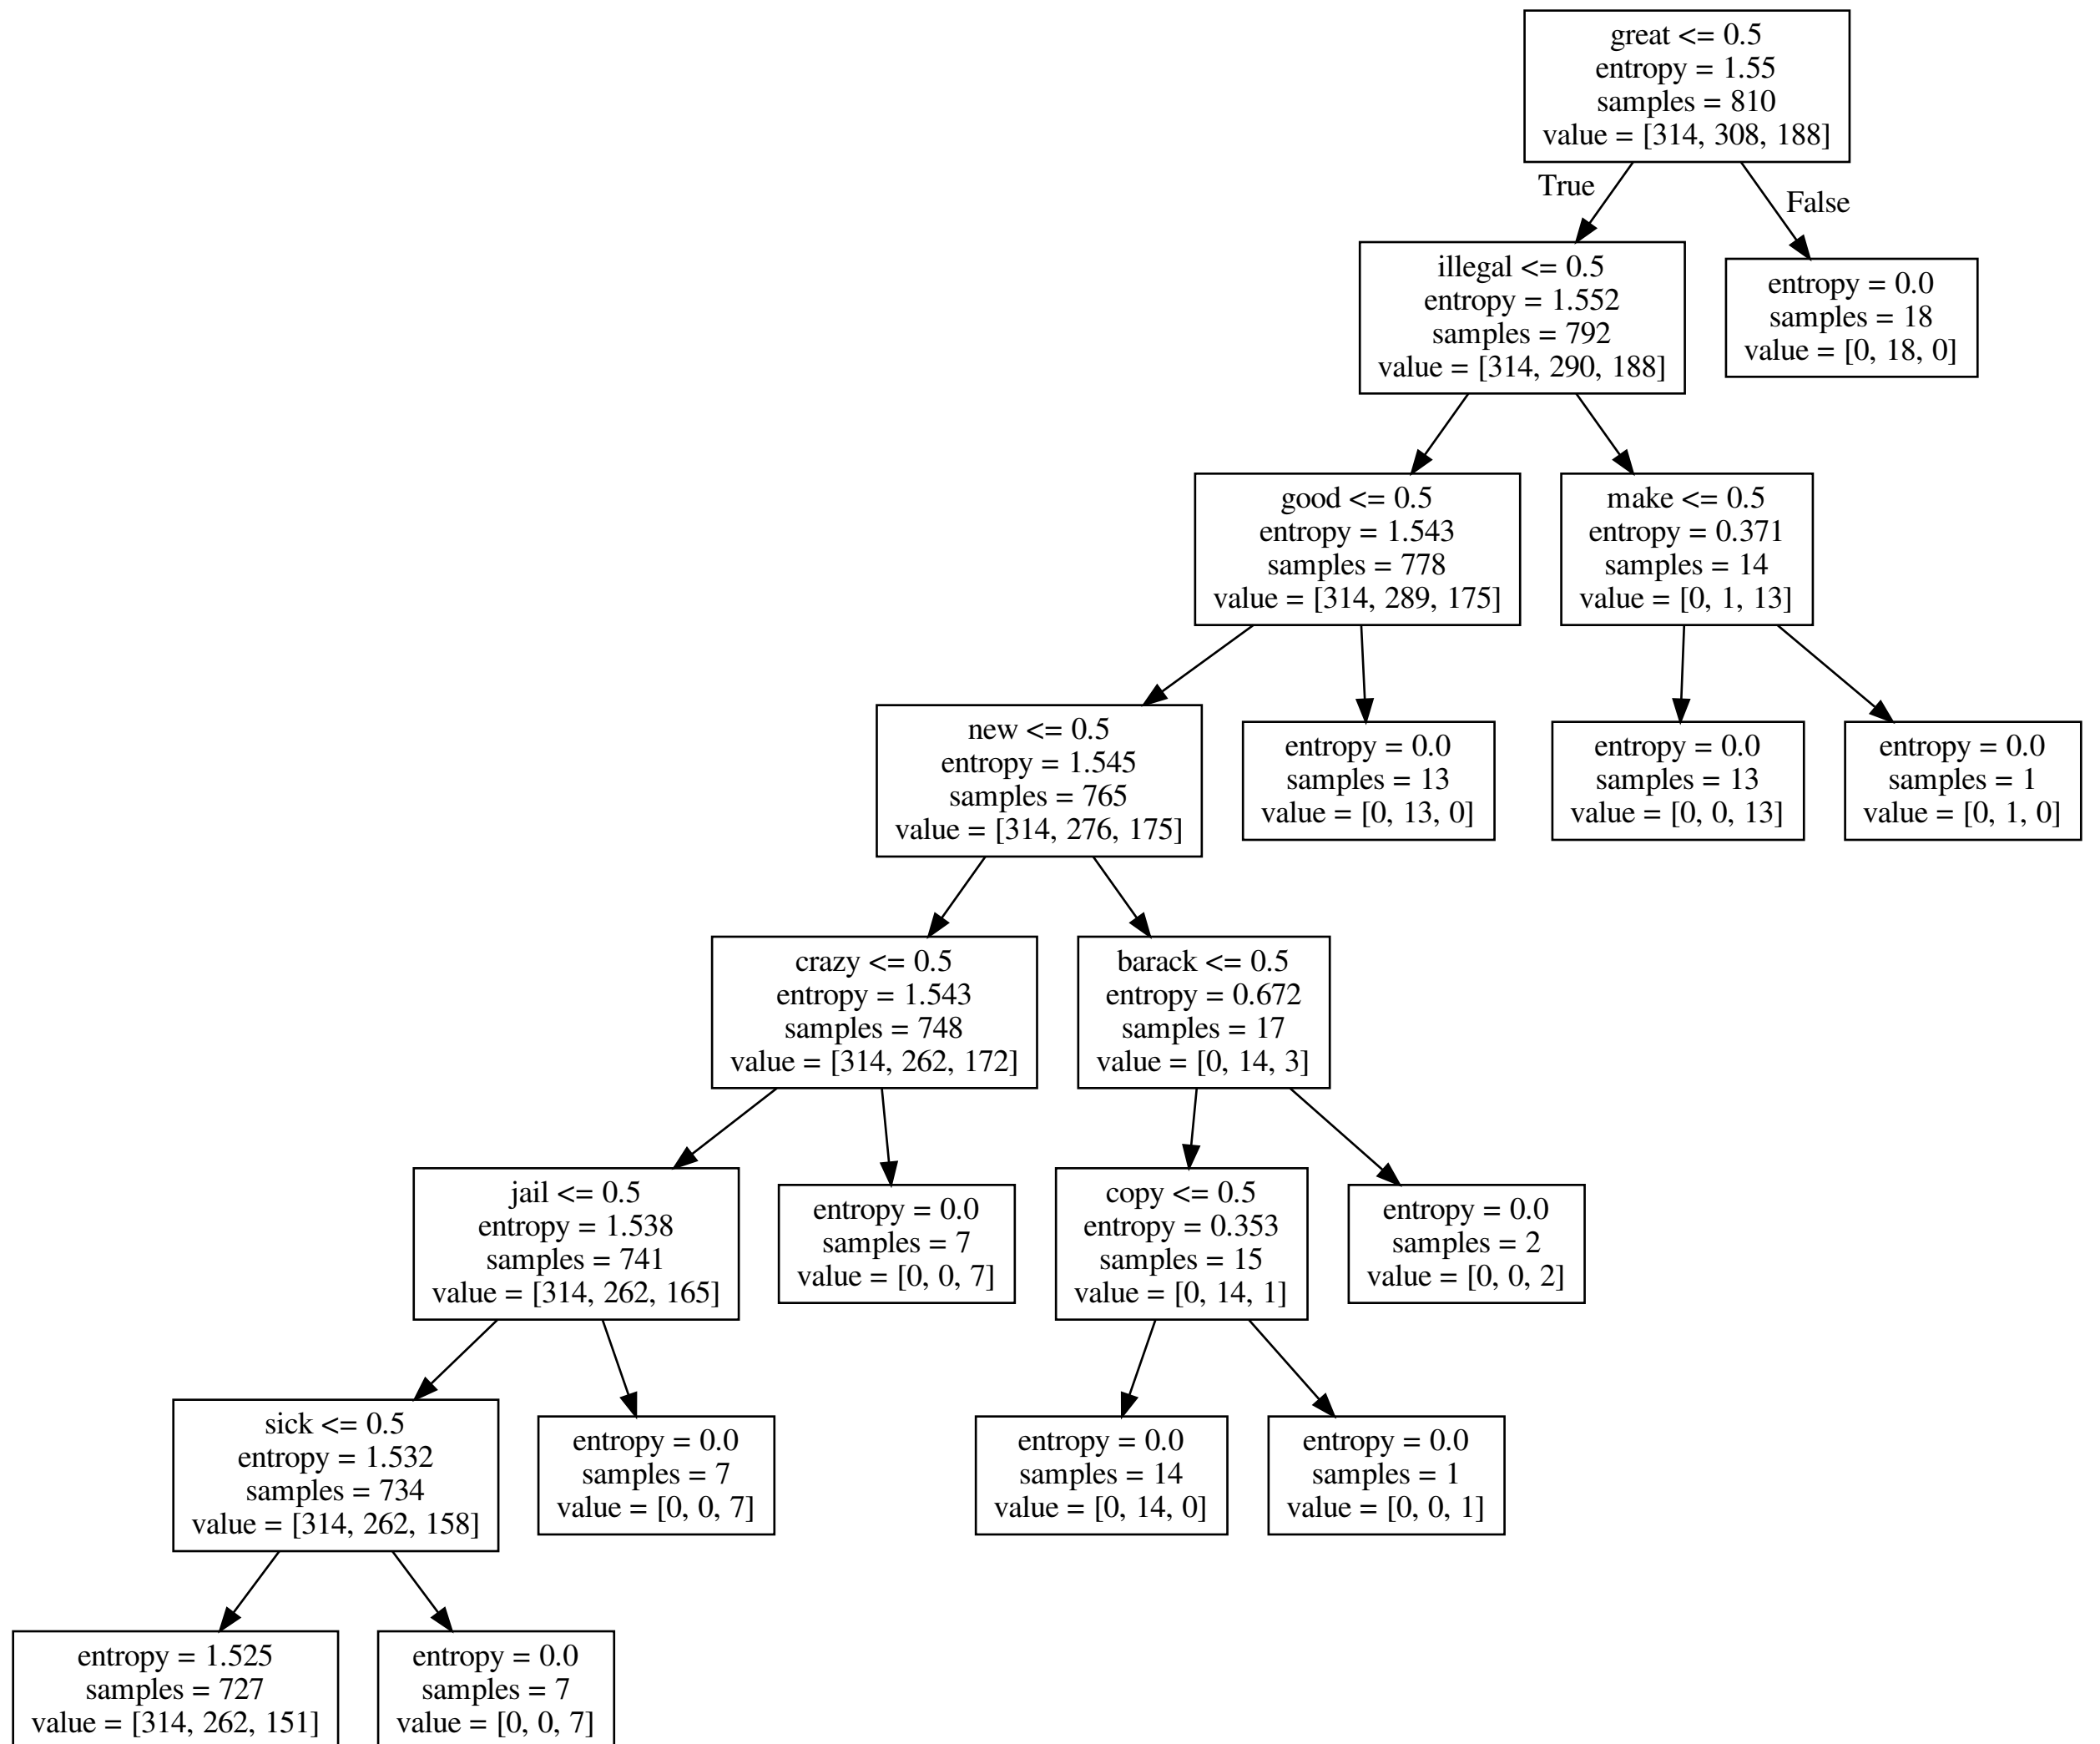 great <= 0.5
entropy = 1.55
samples = 810
value = [314, 308, 188]
True
False
illegal <= 0.5
entropy = 1.552
samples = 792
value = [314, 290, 188]
entropy = 0.0
samples = 18
value = [0, 18, 0]
good <= 0.5
entropy = 1.543
samples = 778
value = [314, 289, 175]
make <= 0.5
entropy = 0.371
samples = 14
value = [0, 1, 13]
new <= 0.5
entropy = 1.545
samples = 765
value = [314, 276, 175]
entropy = 0.0
samples = 13
value = [0, 13, 0]
entropy = 0.0
samples = 13
value = [0, 0, 13]
entropy = 0.0
samples = 1
value = [0, 1, 0]
crazy <= 0.5
entropy = 1.543
samples = 748
value = [314, 262, 172]
barack <= 0.5
entropy = 0.672
samples = 17
value = [0, 14, 3]
jail <= 0.5
entropy = 1.538
samples = 741
value = [314, 262, 165]
entropy = 0.0
samples = 7
value = [0, 0, 7]
copy <= 0.5
entropy = 0.353
samples = 15
value = [0, 14, 1]
entropy = 0.0
samples = 2
value = [0, 0, 2]
sick <= 0.5
entropy = 1.532
samples = 734
value = [314, 262, 158]
entropy = 0.0
samples = 7
value = [0, 0, 7]
entropy = 0.0
samples = 14
value = [0, 14, 0]
entropy = 0.0
samples = 1
value = [0, 0, 1]
entropy = 1.525
samples = 727
value = [314, 262, 151]
entropy = 0.0
samples = 7
value = [0, 0, 7]